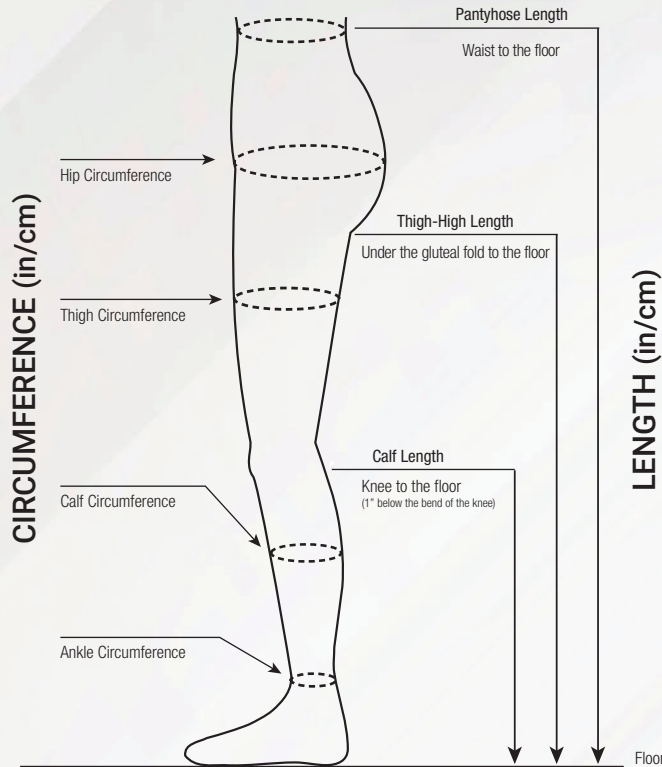 Pantyhose Length
Waist to the floor
Hip Circumference
Thigh-High Length
Under the gluteal fold to the floor
CIRCUMFERENCE (in/cm)
Thigh Circumference
LENGTH (in/cm)
Calf Length
Knee to the floor
(1" below the bend of the knee)
Calf Circumference
Ankle Circumference
Floor